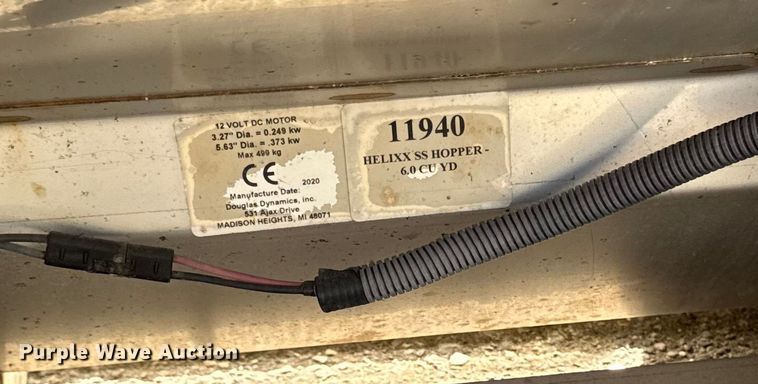 12 VOLT DC MOTOR
3.27" Dia. = 0.249 kw
5.63" Dia. = .373 kw
Max 499 kg
CE
Manufacture Date: 2020
Douglas Dynamics, Inc.
531 Ajax Drive
MADISON HEIGHTS, MI 48071
11940
HELIXX SS HOPPER -
6.0 CU YD
Purple Wave Auction